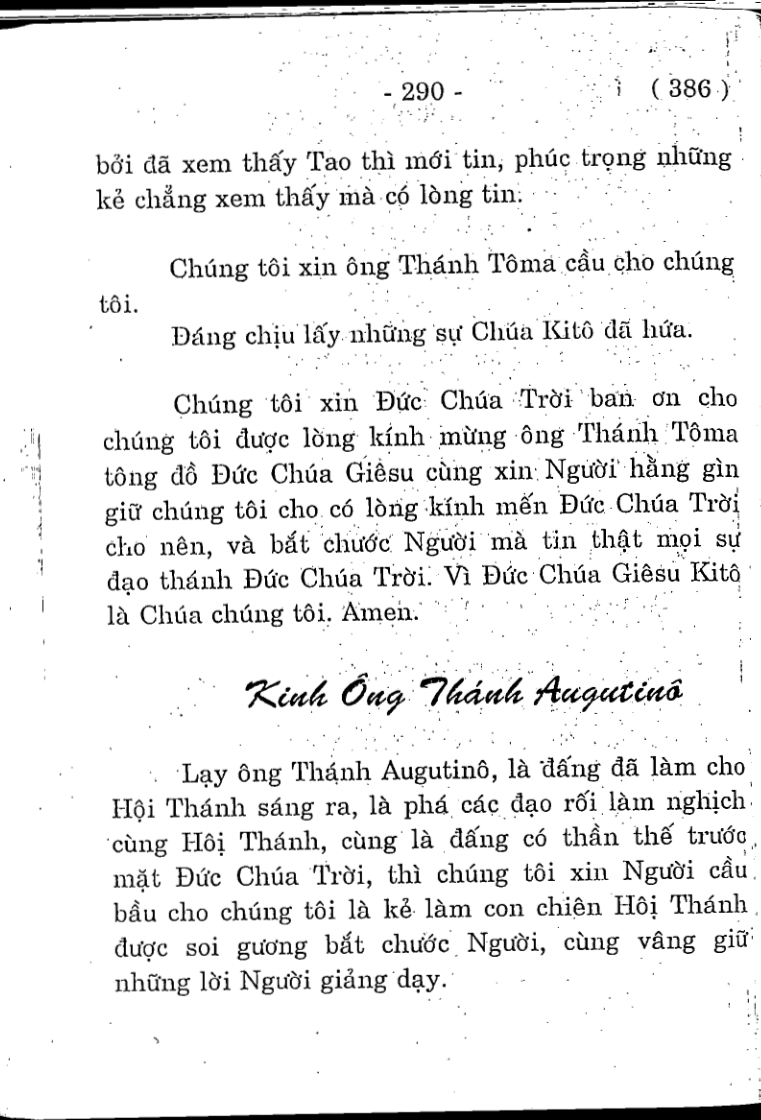 - 290 - ( 386 )
bởi đã xem thấy Tao thì mới tin, phúc trọng những
kẻ chẳng xem thấy mà có lòng tin.
Chúng tôi xin ông Thánh Tôma cầu cho chúng
tôi.
Đáng chịu lấy những sự Chúa Kitô đã hứa.
Chúng tôi xin Đức Chúa Trời ban ơn cho
chúng tôi được lòng kính mừng ông Thánh Tôma
tông đồ Đức Chúa Giêsu cùng xin Người hằng gìn
giữ chúng tôi cho có lòng kính mến Đức Chúa Trời
cho nên, và bắt chước Người mà tin thật mọi sự
đạo thánh Đức Chúa Trời. Vì Đức Chúa Giêsu Kitô
là Chúa chúng tôi. Amen.
Kinh Ông Thánh Augutinô
Lạy ông Thánh Augutinô, là đấng đã làm cho
Hội Thánh sáng ra, là phá các đạo rối làm nghịch
cùng Hôị Thánh, cùng là đấng có thần thế trước
mặt Đức Chúa Trời, thì chúng tôi xin Người cầu
bầu cho chúng tôi là kẻ làm con chiên Hôị Thánh
được soi gương bắt chước Người, cùng vâng giữ
những lời Người giảng dạy.